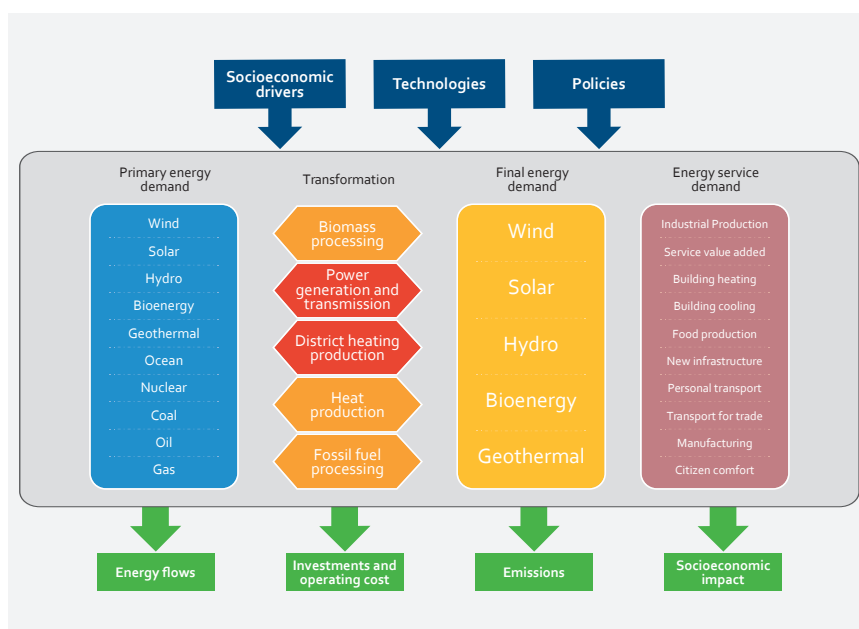 Socioeconomic
drivers
Technologies
Policies
Primary energy
demand
Transformation
Final energy
demand
Energy service
demand
Wind
Solar
Hydro
Bioenergy
Geothermal
Ocean
Nuclear
Coal
Oil
Gas
Biomass
processing
Power
generation and
transmission
District heating
production
Heat
production
Fossil fuel
processing
Wind
Solar
Hydro
Bioenergy
Geothermal
Industrial Production
Service value added
Building heating
Building cooling
Food production
New infrastructure
Personal transport
Transport for trade
Manufacturing
Citizen comfort
Energy flows
Investments and
operating cost
Emissions
Socioeconomic
impact